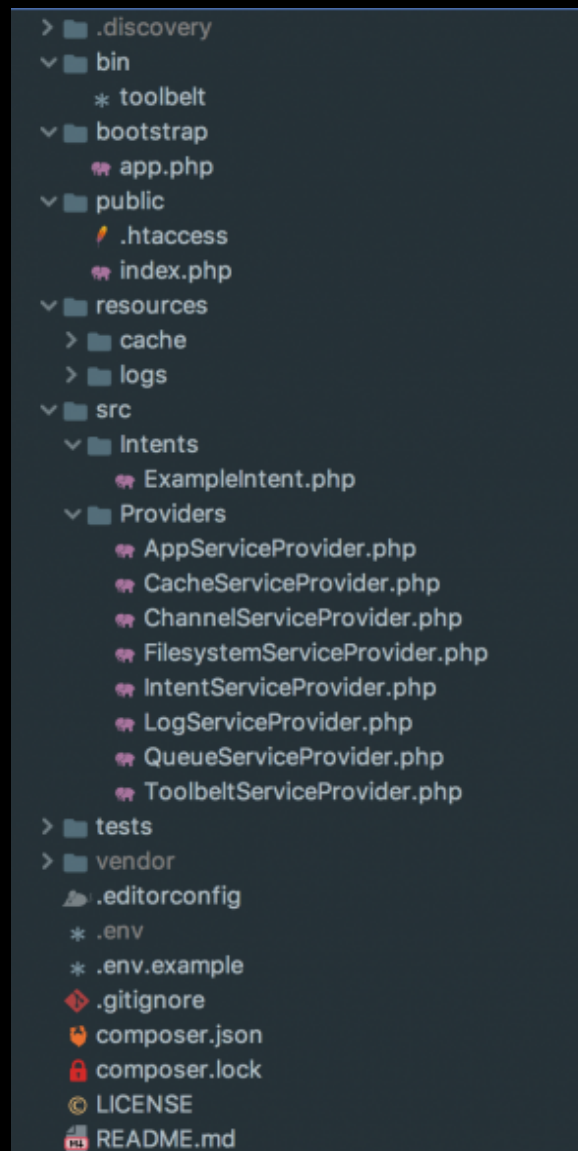 .discovery
bin
toolbelt
bootstrap
app.php
public
.htaccess
index.php
resources
cache
logs
src
Intents
ExampleIntent.php
Providers
AppServiceProvider.php
CacheServiceProvider.php
ChannelServiceProvider.php
FilesystemServiceProvider.php
IntentServiceProvider.php
LogServiceProvider.php
QueueServiceProvider.php
ToolbeltServiceProvider.php
tests
vendor
.editorconfig
.env
.env.example
.gitignore
composer.json
composer.lock
LICENSE
README.md